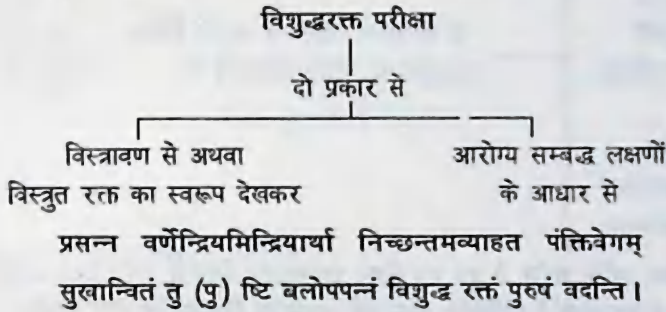 विशुद्धरक्त परीक्षा
दो प्रकार से
विस्त्रावण से अथवा
विस्त्रुत रक्त का स्वरूप देखकर
आरोग्य सम्बद्ध लक्षणों
के आधार से
प्रसन्न वर्णेन्द्रियमिन्द्रियार्था निच्छन्तमव्याहत पंक्तिवेगम्
सुखान्वितं तु (पु) ष्टि बलोपपन्नं विशुद्ध रक्तं पुरुषं वदन्ति ।